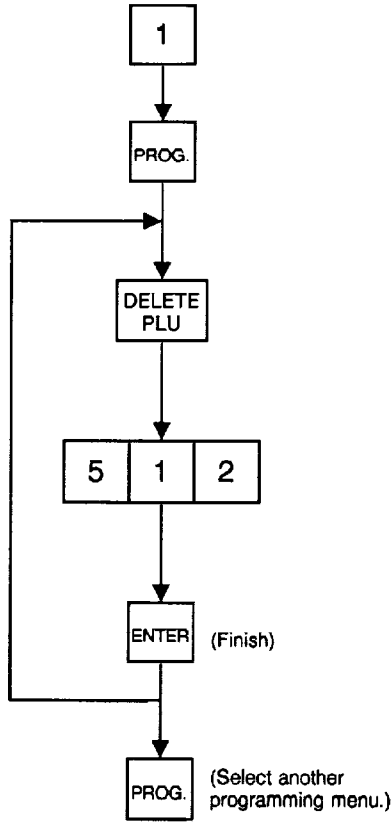 1
PROG.
DELETE
PLU
5 1 2
ENTER (Finish)
PROG. (Select another
programming menu.)